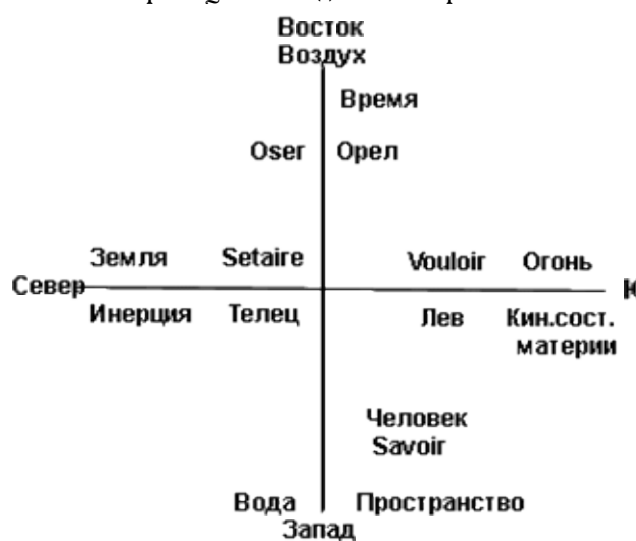 Восток
Воздух
Время
Oser Орел
Земля Setaire Vouloir Огонь
Север
Инерция Телец Лев Кин.сост.
материи
Человек
Savoir
Вода Пространство
Запад